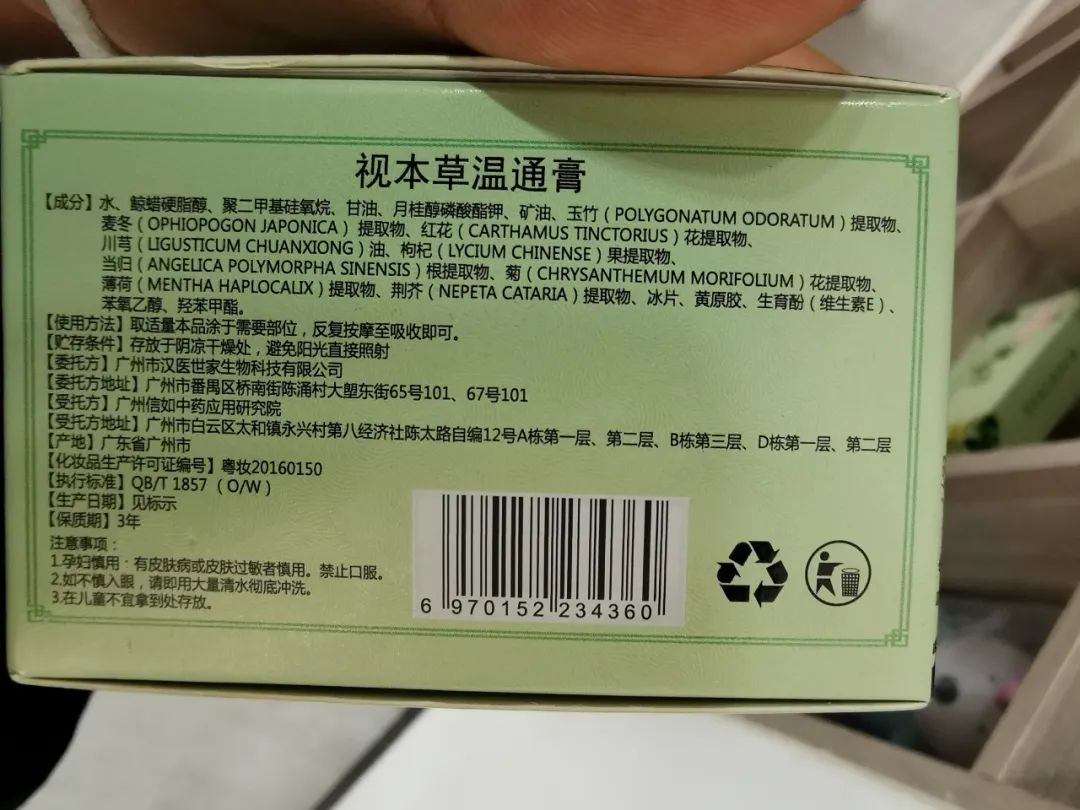 视本草温通膏
【成分】水、鲸蜡硬脂醇、聚二甲基硅氧烷、甘油、月桂醇磷酸酯钾、矿油、玉竹（POLYGONATUM ODORATUM）提取物、
麦冬（OPHIOPOGON JAPONICA）提取物、红花（CARTHAMUS TINCTORIUS）花提取物、
川芎（LIGUSTICUM CHUANXIONG）油、枸杞（LYCIUM CHINENSE）果提取物、
当归（ANGELICA POLYMORPHA SINENSIS）根提取物、菊（CHRYSANTHEMUM MORIFOLIUM）花提取物、
薄荷（MENTHA HAPLOCALIX）提取物、荆芥（NEPETA CATARIA）提取物、冰片、黄原胶、生育酚（维生素E）、
苯氧乙醇、羟苯甲酯。
【使用方法】取适量本品涂于需要部位，反复按摩至吸收即可。
【贮存条件】存放于阴凉干燥处，避免阳光直接照射
【委托方】广州市汉医世家生物科技有限公司
【委托方地址】广州市番禺区桥南街陈涌村大塱东街65号101、67号101
【受托方】广州信如中药应用研究院
【受托方地址】广州市白云区太和镇永兴村第八经济社陈太路自编12号A栋第一层、第二层、B栋第三层、D栋第一层、第二层
【产地】广东省广州市
【化妆品生产许可证编号】粤妆20160150
【执行标准】QB/T 1857（O/W）
【生产日期】见标示
【保质期】3年
注意事项：
1.孕妇慎用：有皮肤病或皮肤过敏者慎用。禁止口服。
2.如不慎入眼，请即用大量清水彻底冲洗。
3.在儿童不宜拿到处存放。
6 970152 234360